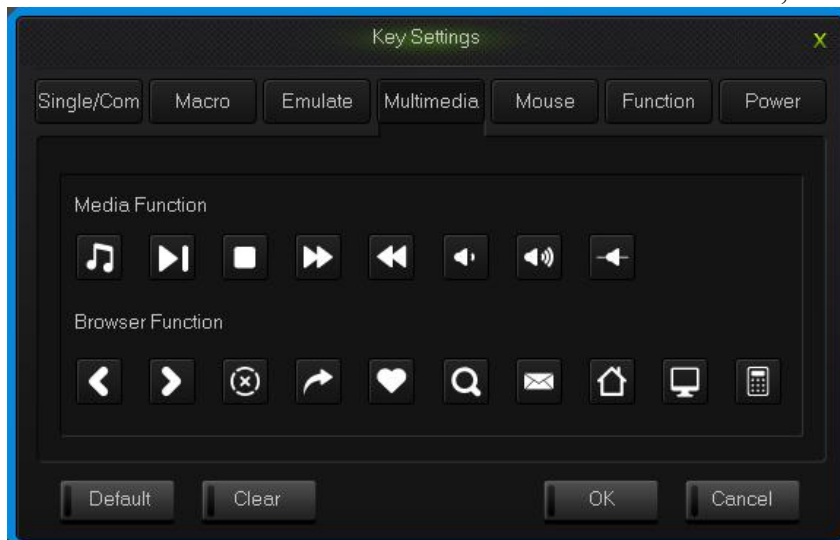 Key Settings
X
Single/Com Macro Emulate Multimedia Mouse Function Power
Media Function
Browser Function
Default Clear OK Cancel